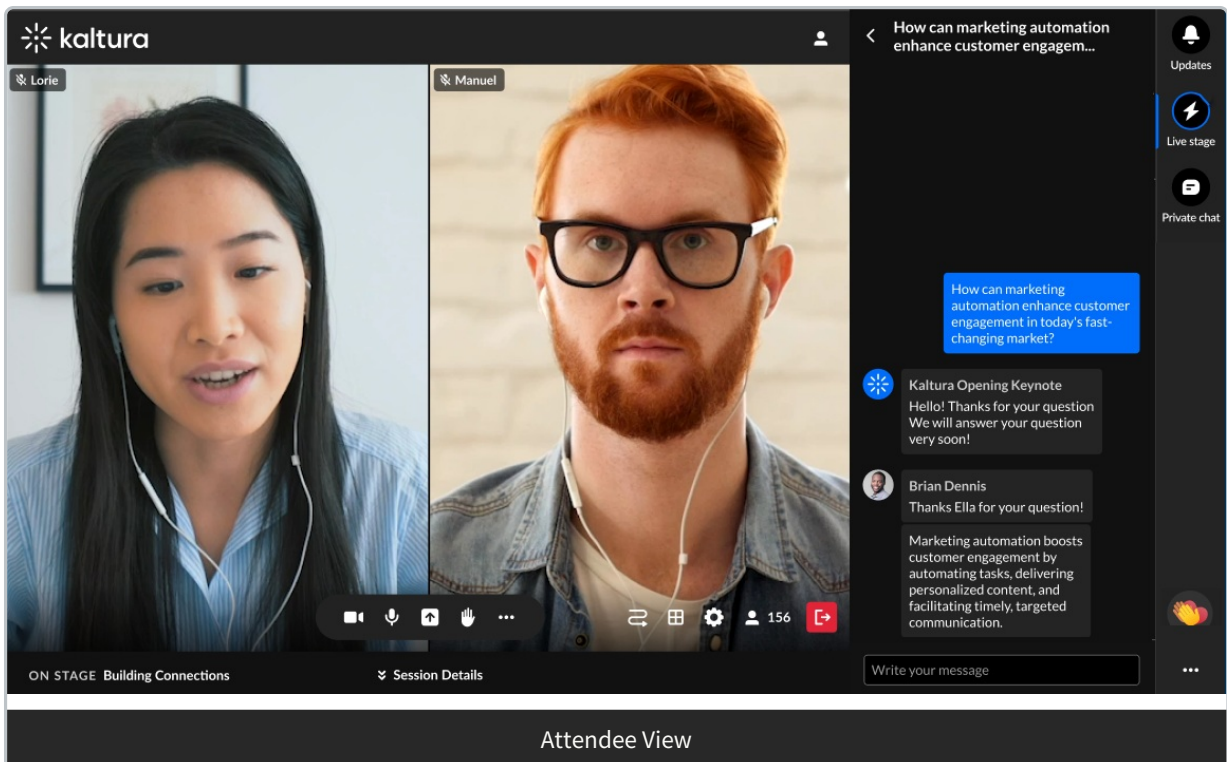 kaltura
Lorie
Manuel
156
ON STAGE Building Connections
Session Details
How can marketing automation
enhance customer engagem...
How can marketing
automation enhance customer
engagement in today's fast-
changing market?
Kaltura Opening Keynote
Hello! Thanks for your question
We will answer your question
very soon!
Brian Dennis
Thanks Ella for your question!
Marketing automation boosts
customer engagement by
automating tasks, delivering
personalized content, and
facilitating timely, targeted
communication.
Write your message
Updates
Live stage
Private chat
...
Attendee View